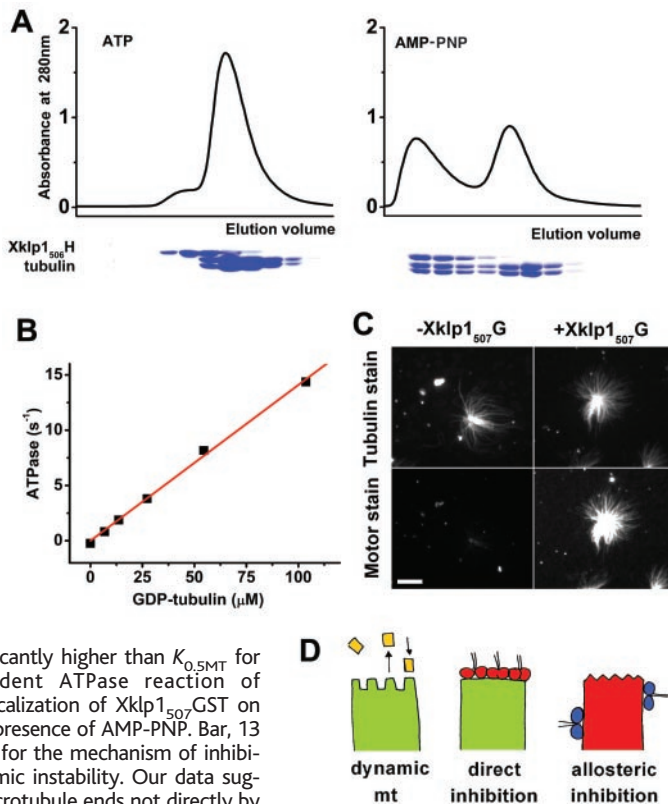 A
ATP
AMP-PNP
Absorbance at 280nm
2
1
0
2
1
0
Elution volume
Elution volume
Xklp1₅₀₆H
tubulin
B
ATPase (s⁻¹)
15
10
5
0
0 25 50 75 100
GDP-tubulin (μM)
C
-Xklp1₅₀₇G
+Xklp1₅₀₇G
Tubulin stain
Motor stain
cantly higher than K₀.₅MT for
dent ATPase reaction of
calization of Xklp1₅₀₇GST on
presence of AMP-PNP. Bar, 13
for the mechanism of inhibi-
mic instability. Our data sug-
crotubule ends not directly by
D
dynamic
mt
direct
inhibition
allosteric
inhibition